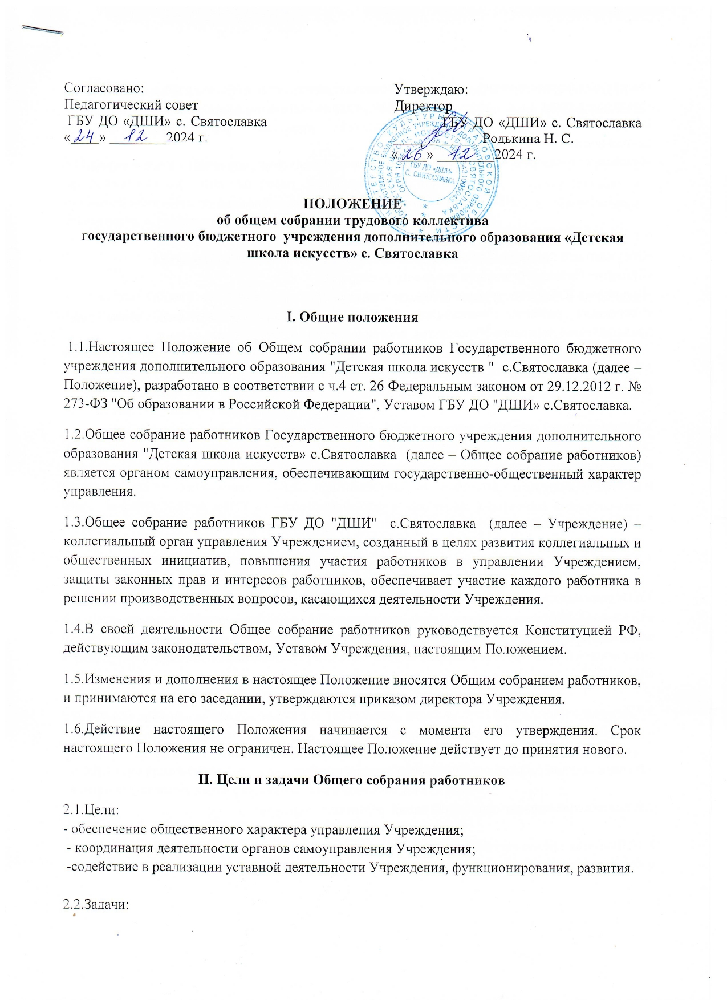 Согласовано:
Педагогический совет
ГБУ ДО «ДШИ» с. Святославка
«24» 12 2024 г.
Утверждаю:
Директор
ГБУ ДО «ДШИ» с. Святославка
Родькина Н. С.
«26» 12 2024 г.
ГБУ ДО «ДШИ»
С. СВЯТОСЛАВКА
ПОЛОЖЕНИЕ
об общем собрании трудового коллектива
государственного бюджетного учреждения дополнительного образования «Детская
школа искусств» с. Святославка
I. Общие положения
1.1.Настоящее Положение об Общем собрании работников Государственного бюджетного
учреждения дополнительного образования "Детская школа искусств " с.Святославка (далее –
Положение), разработано в соответствии с ч.4 ст. 26 Федеральным законом от 29.12.2012 г. №
273-ФЗ "Об образовании в Российской Федерации", Уставом ГБУ ДО "ДШИ» с.Святославка.
1.2.Общее собрание работников Государственного бюджетного учреждения дополнительного
образования "Детская школа искусств» с.Святославка (далее – Общее собрание работников)
является органом самоуправления, обеспечивающим государственно-общественный характер
управления.
1.3.Общее собрание работников ГБУ ДО "ДШИ" с.Святославка (далее – Учреждение) –
коллегиальный орган управления Учреждением, созданный в целях развития коллегиальных и
общественных инициатив, повышения участия работников в управлении Учреждением,
защиты законных прав и интересов работников, обеспечивает участие каждого работника в
решении производственных вопросов, касающихся деятельности Учреждения.
1.4.В своей деятельности Общее собрание работников руководствуется Конституцией РФ,
действующим законодательством, Уставом Учреждения, настоящим Положением.
1.5.Изменения и дополнения в настоящее Положение вносятся Общим собранием работников,
и принимаются на его заседании, утверждаются приказом директора Учреждения.
1.6.Действие настоящего Положения начинается с момента его утверждения. Срок
настоящего Положения не ограничен. Настоящее Положение действует до принятия нового.
II. Цели и задачи Общего собрания работников
2.1.Цели:
- обеспечение общественного характера управления Учреждения;
- координация деятельности органов самоуправления Учреждения;
-содействие в реализации уставной деятельности Учреждения, функционирования, развития.
2.2.Задачи: